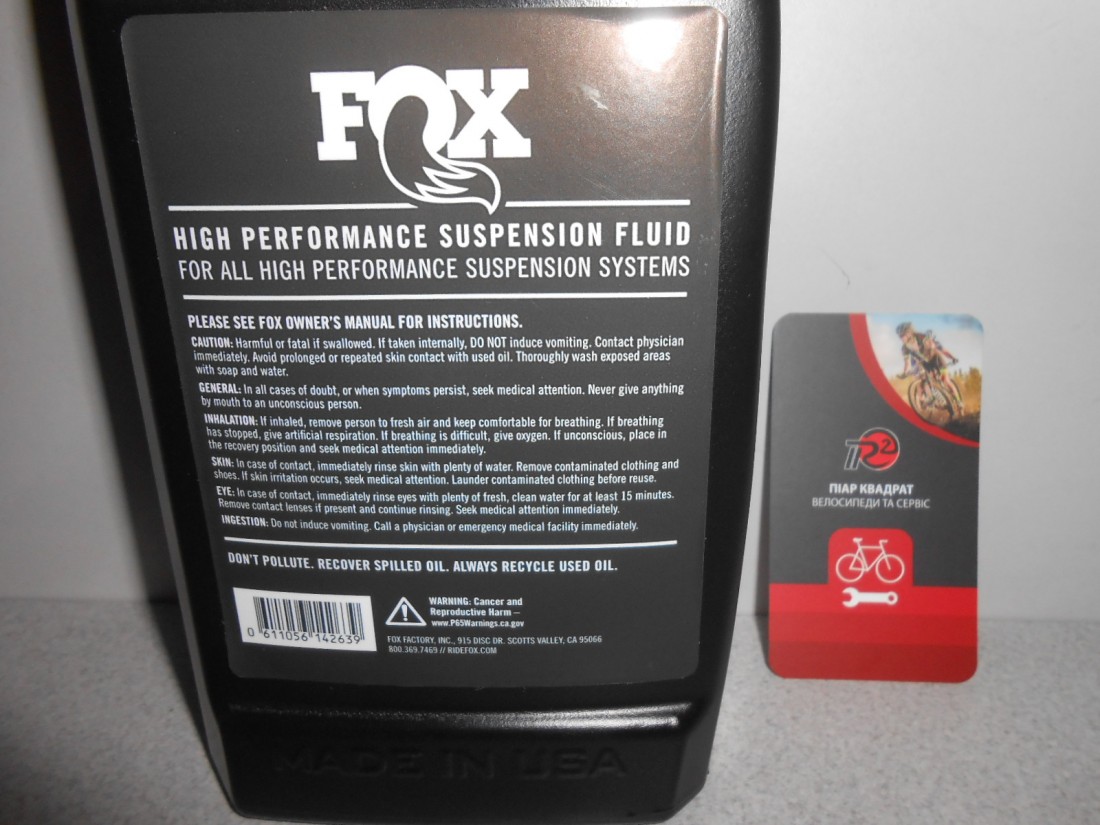 FOX
HIGH PERFORMANCE SUSPENSION FLUID
FOR ALL HIGH PERFORMANCE SUSPENSION SYSTEMS
PLEASE SEE FOX OWNER'S MANUAL FOR INSTRUCTIONS.
CAUTION: Harmful or fatal if swallowed. If taken internally, DO NOT induce vomiting. Contact physician
immediately. Avoid prolonged or repeated skin contact with used oil. Thoroughly wash exposed areas
with soap and water.
GENERAL: In all cases of doubt, or when symptoms persist, seek medical attention. Never give anything
by mouth to an unconscious person.
INHALATION: If inhaled, remove person to fresh air and keep comfortable for breathing. If breathing
has stopped, give artificial respiration. If breathing is difficult, give oxygen. If unconscious, place in
the recovery position and seek medical attention immediately.
SKIN: In case of contact, immediately rinse skin with plenty of water. Remove contaminated clothing and
shoes. If skin irritation occurs, seek medical attention. Launder contaminated clothing before reuse.
EYE: In case of contact, immediately rinse eyes with plenty of fresh, clean water for at least 15 minutes.
Remove contact lenses if present and continue rinsing. Seek medical attention immediately.
INGESTION: Do not induce vomiting. Call a physician or emergency medical facility immediately.
DON'T POLLUTE. RECOVER SPILLED OIL. ALWAYS RECYCLE USED OIL.
0 611056 142639
WARNING: Cancer and
Reproductive Harm –
www.P65Warnings.ca.gov
FOX FACTORY, INC., 915 DISC DR. SCOTTS VALLEY, CA 95066
800.369.7469 // RIDEFOX.COM
MADE IN USA
ПR2
ПІАР КВАДРАТ
ВЕЛОСИПЕДИ ТА СЕРВІС